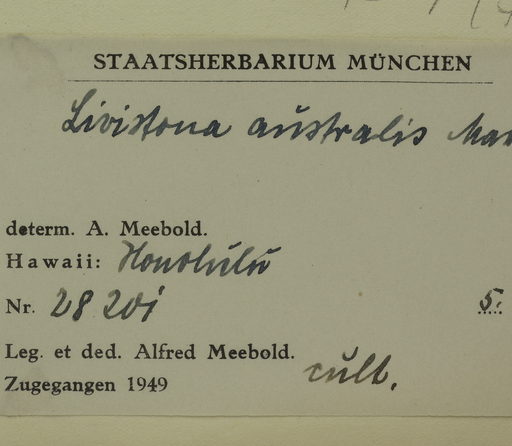 STAATSHERBARIUM MÜNCHEN
Livistona australis Mar
determ. A. Meebold.
Hawaii: Honolulu
Nr. 28 201 5.
Leg. et ded. Alfred Meebold.
cult.
Zugegangen 1949